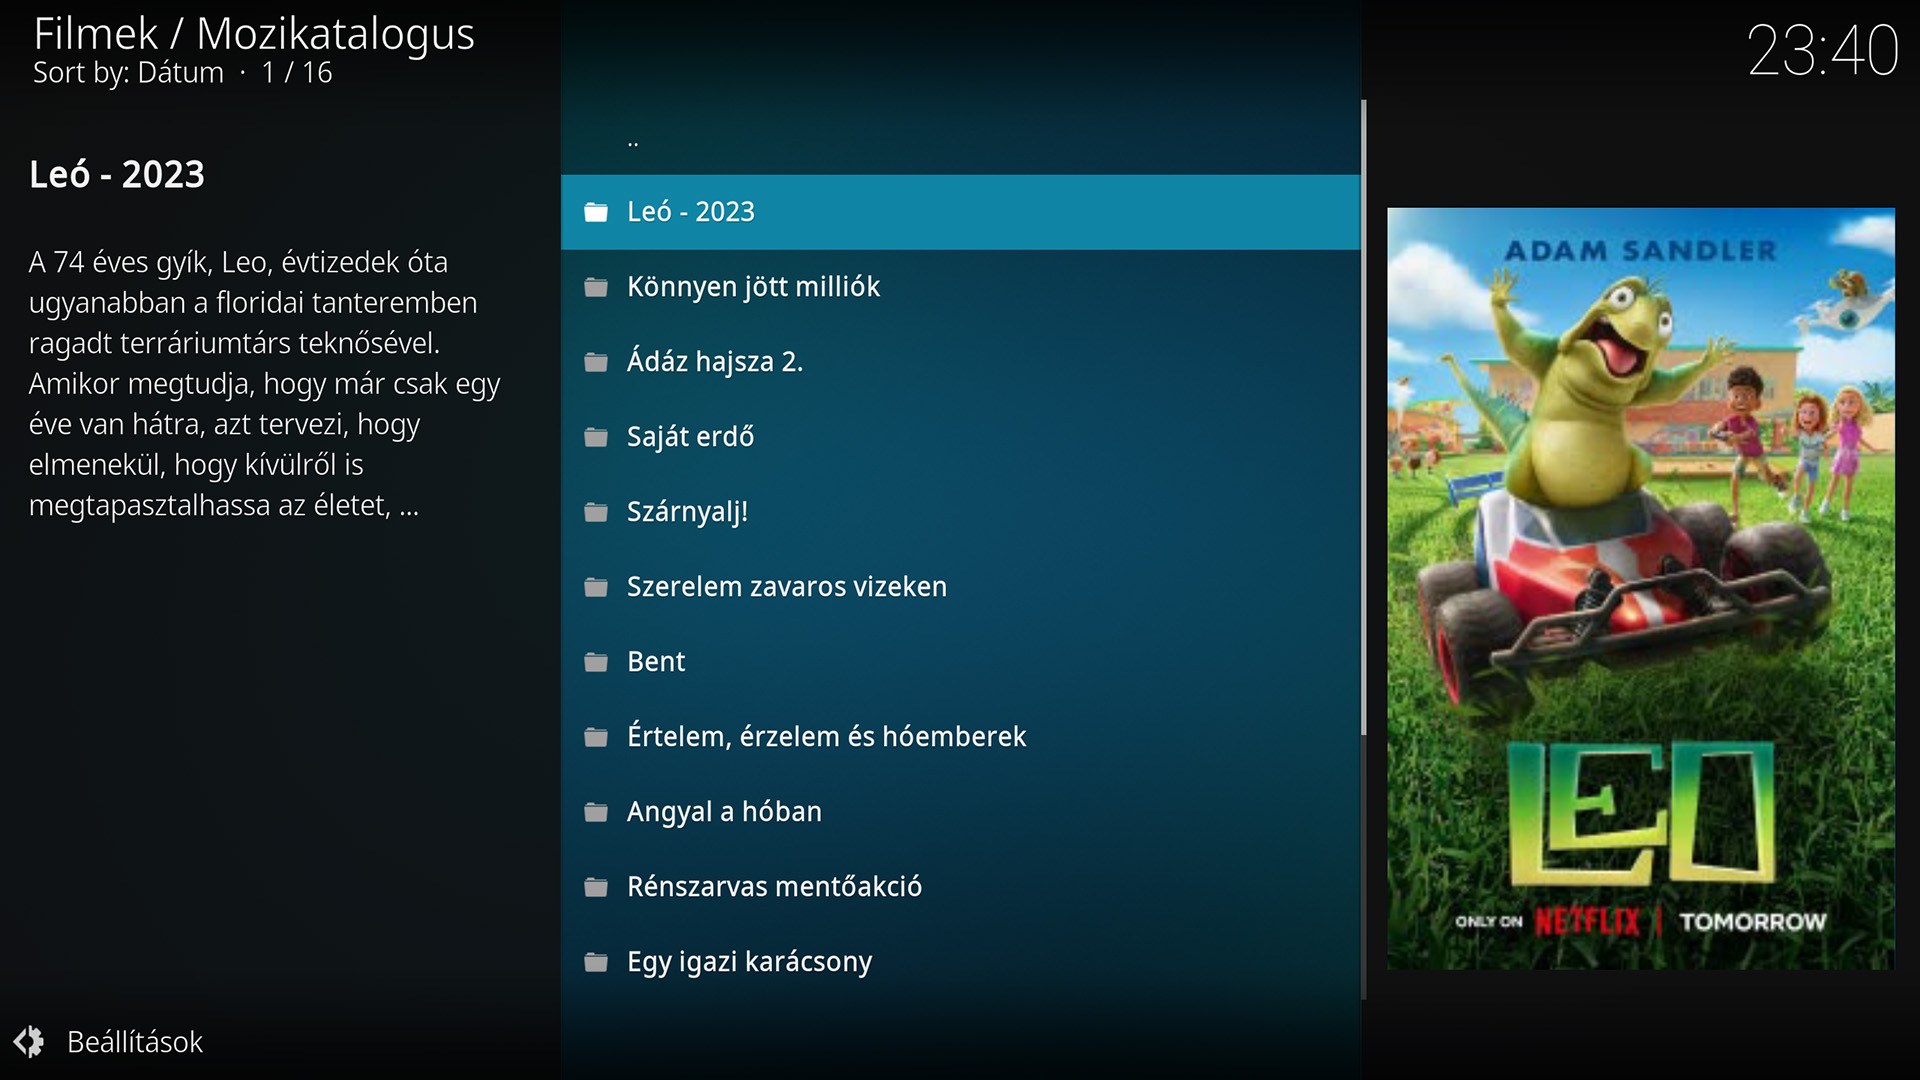 Filmek / Mozikatalogus
Sort by: Dátum · 1 / 16
23:40
Leó - 2023
A 74 éves gyík, Leo, évtizedek óta
ugyanabban a floridai tanteremben
ragadt terráriumtárs teknősével.
Amikor megtudja, hogy már csak egy
éve van hátra, azt tervezi, hogy
elmenekül, hogy kívülről is
megtapasztalhassa az életet, ...
..
Leó - 2023
Könnyen jött milliók
Ádáz hajsza 2.
Saját erdő
Szárnyalj!
Szerelem zavaros vizeken
Bent
Értelem, érzelem és hóemberek
Angyal a hóban
Rénszarvas mentőakció
Egy igazi karácsony
ADAM SANDLER
LEO
ONLY ON NETFLIX | TOMORROW
Beállítások